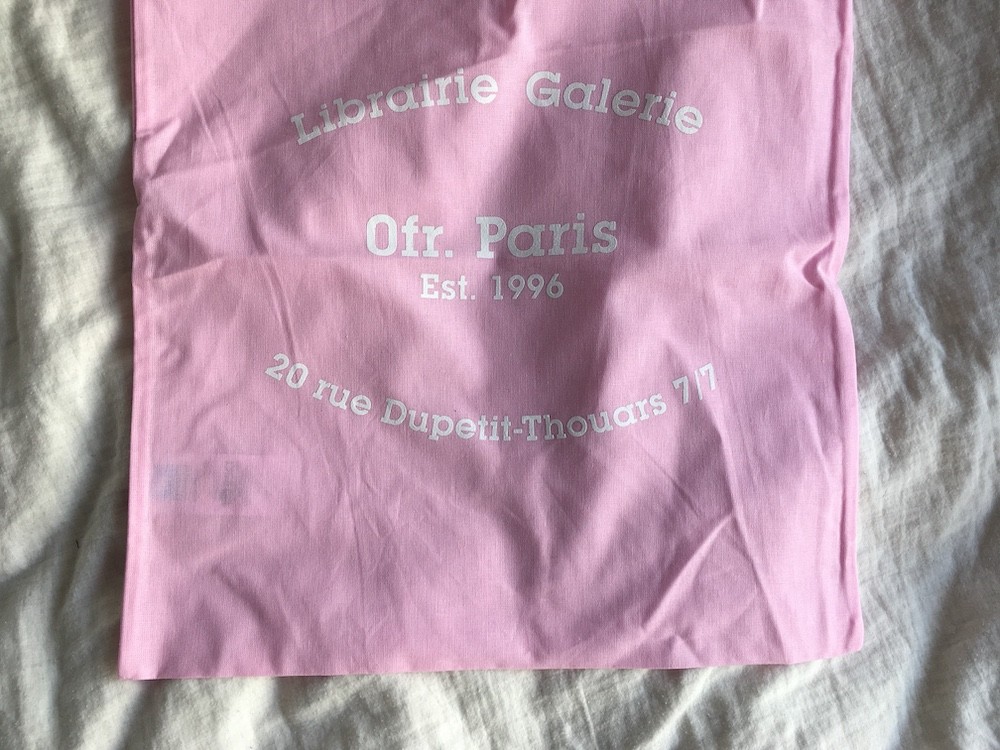 Librairie Galerie
Ofr. Paris
Est. 1996
20 rue Dupetit-Thouars 7/7